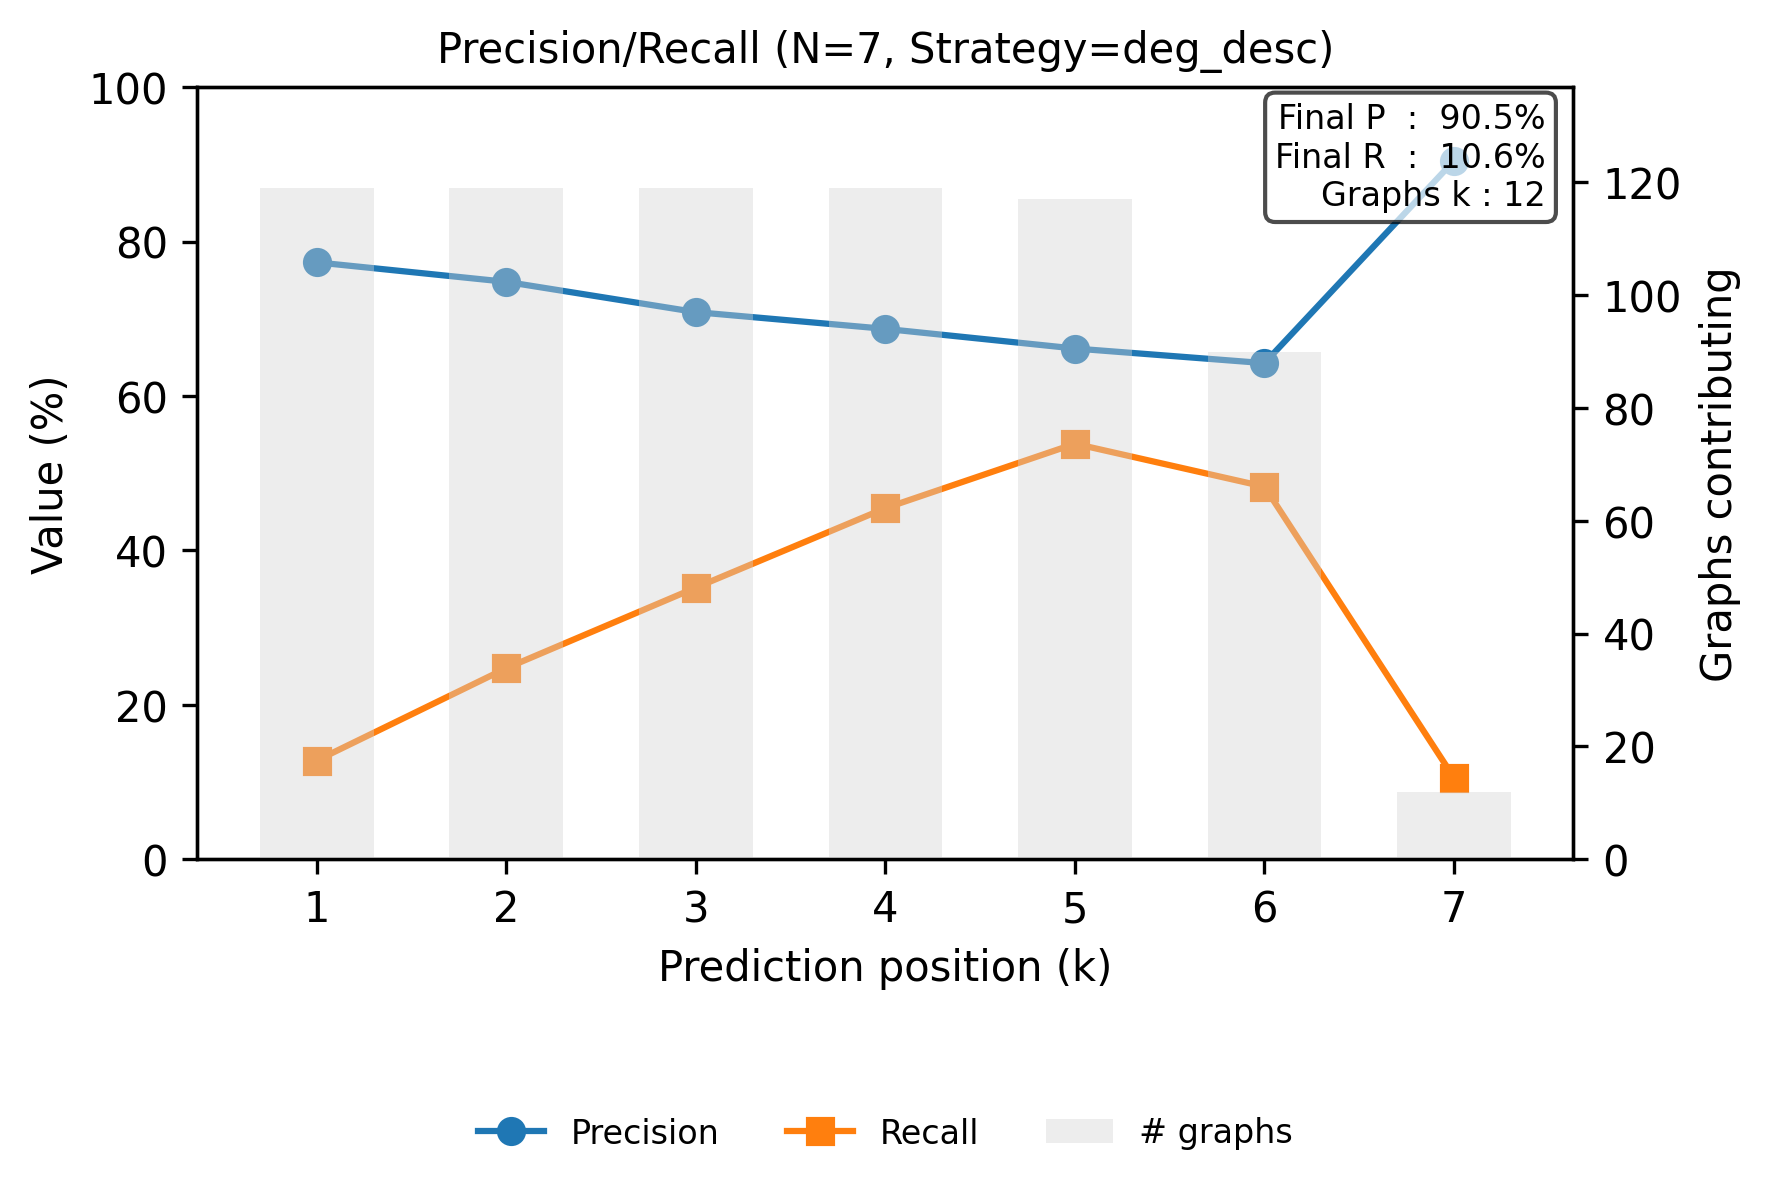 Precision/Recall (N=7, Strategy=deg_desc)
Final P : 90.5%
Final R : 10.6%
Graphs k : 12
Value (%)
100
80
60
40
20
0
120
100
80
60
40
20
0
Graphs contributing
1 2 3 4 5 6 7
Prediction position (k)
Precision Recall # graphs